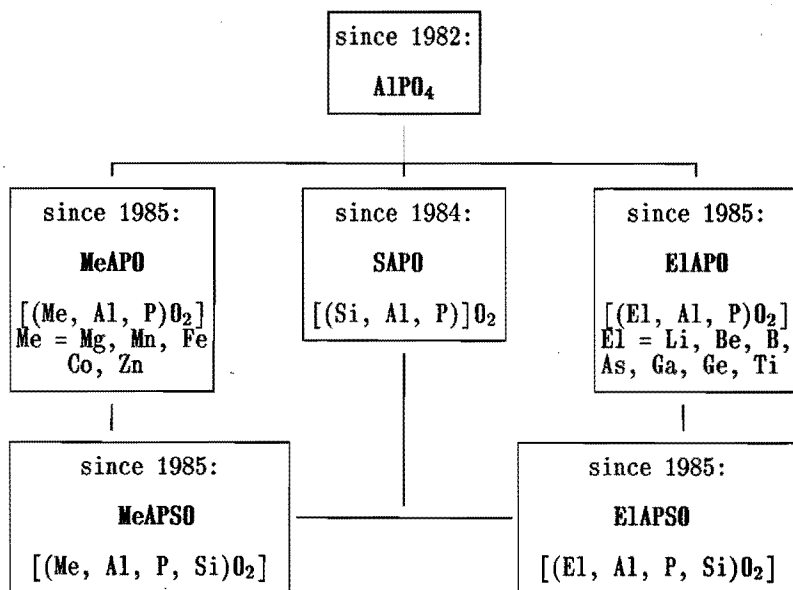 since 1982:
AlPO₄
since 1985:
MeAPO
[(Me, Al, P)O₂]
Me = Mg, Mn, Fe
Co, Zn
since 1984:
SAPO
[(Si, Al, P)]O₂
since 1985:
ElAPO
[(El, Al, P)O₂]
El = Li, Be, B,
As, Ga, Ge, Ti
since 1985:
MeAPSO
[(Me, Al, P, Si)O₂]
since 1985:
ElAPSO
[(El, Al, P, Si)O₂]